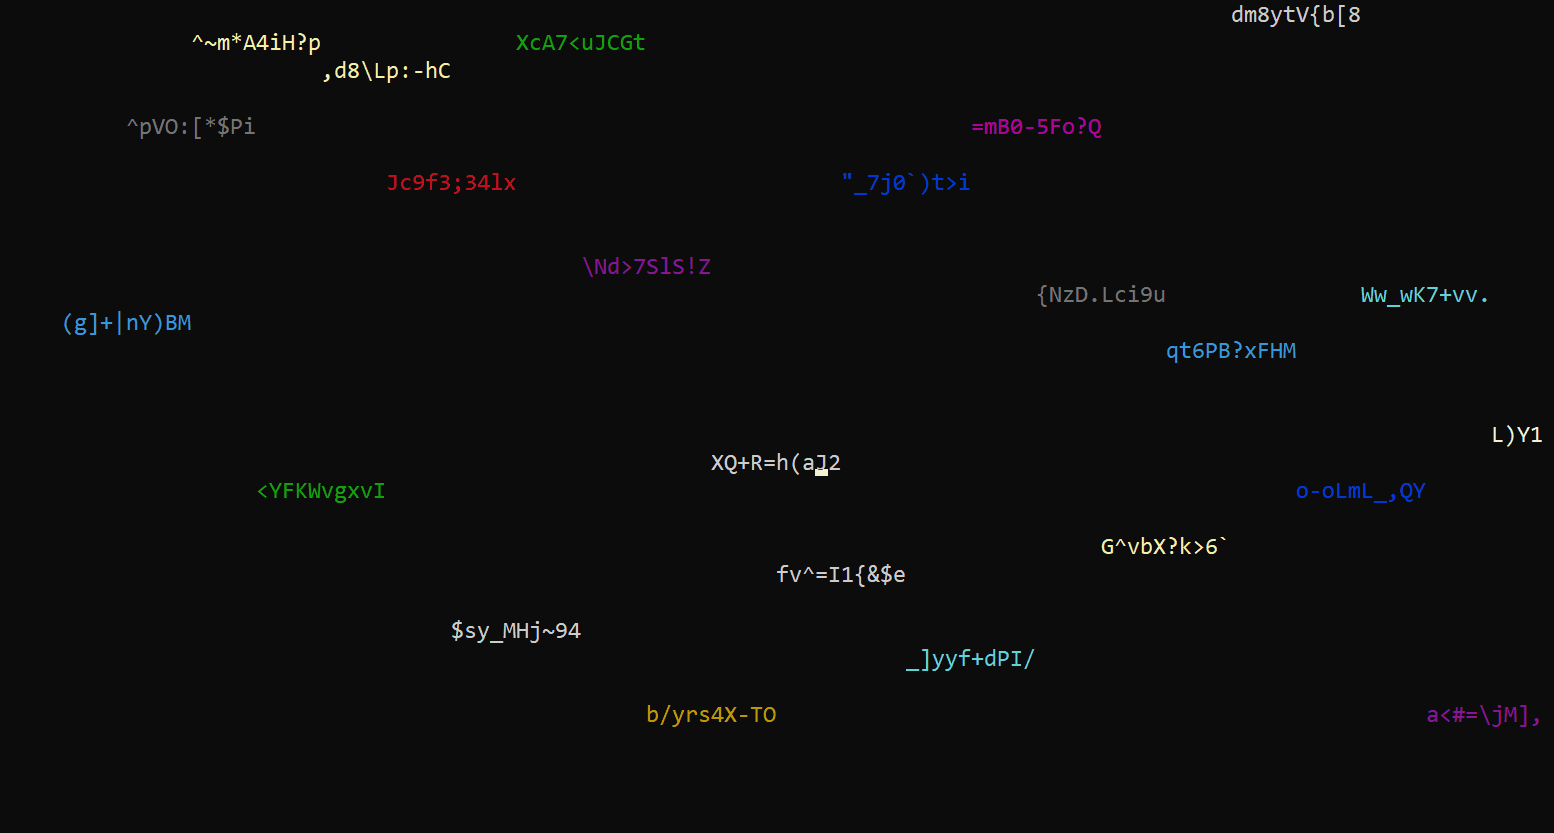 dm8ytV{b[8
^~m*A4iH?p XcA7<uJCGt
,d8\Lp:-hC
^pVO:[*$Pi =mB0-5Fo?Q
Jc9f3;34lx "_7j0`)t>i
\Nd>7SlS!Z
{NzD.Lci9u Ww_wK7+vv.
(g]+|nY)BM
qt6PB?xFHM
L)Y1
XQ+R=h(aJ2
<YFKWvgxvI o-oLmL_,QY
G^vbX?k>6`
fv^=I1{&$e
$sy_MHj~94
_]yyf+dPI/
b/yrs4X-TO a<#=\jM],